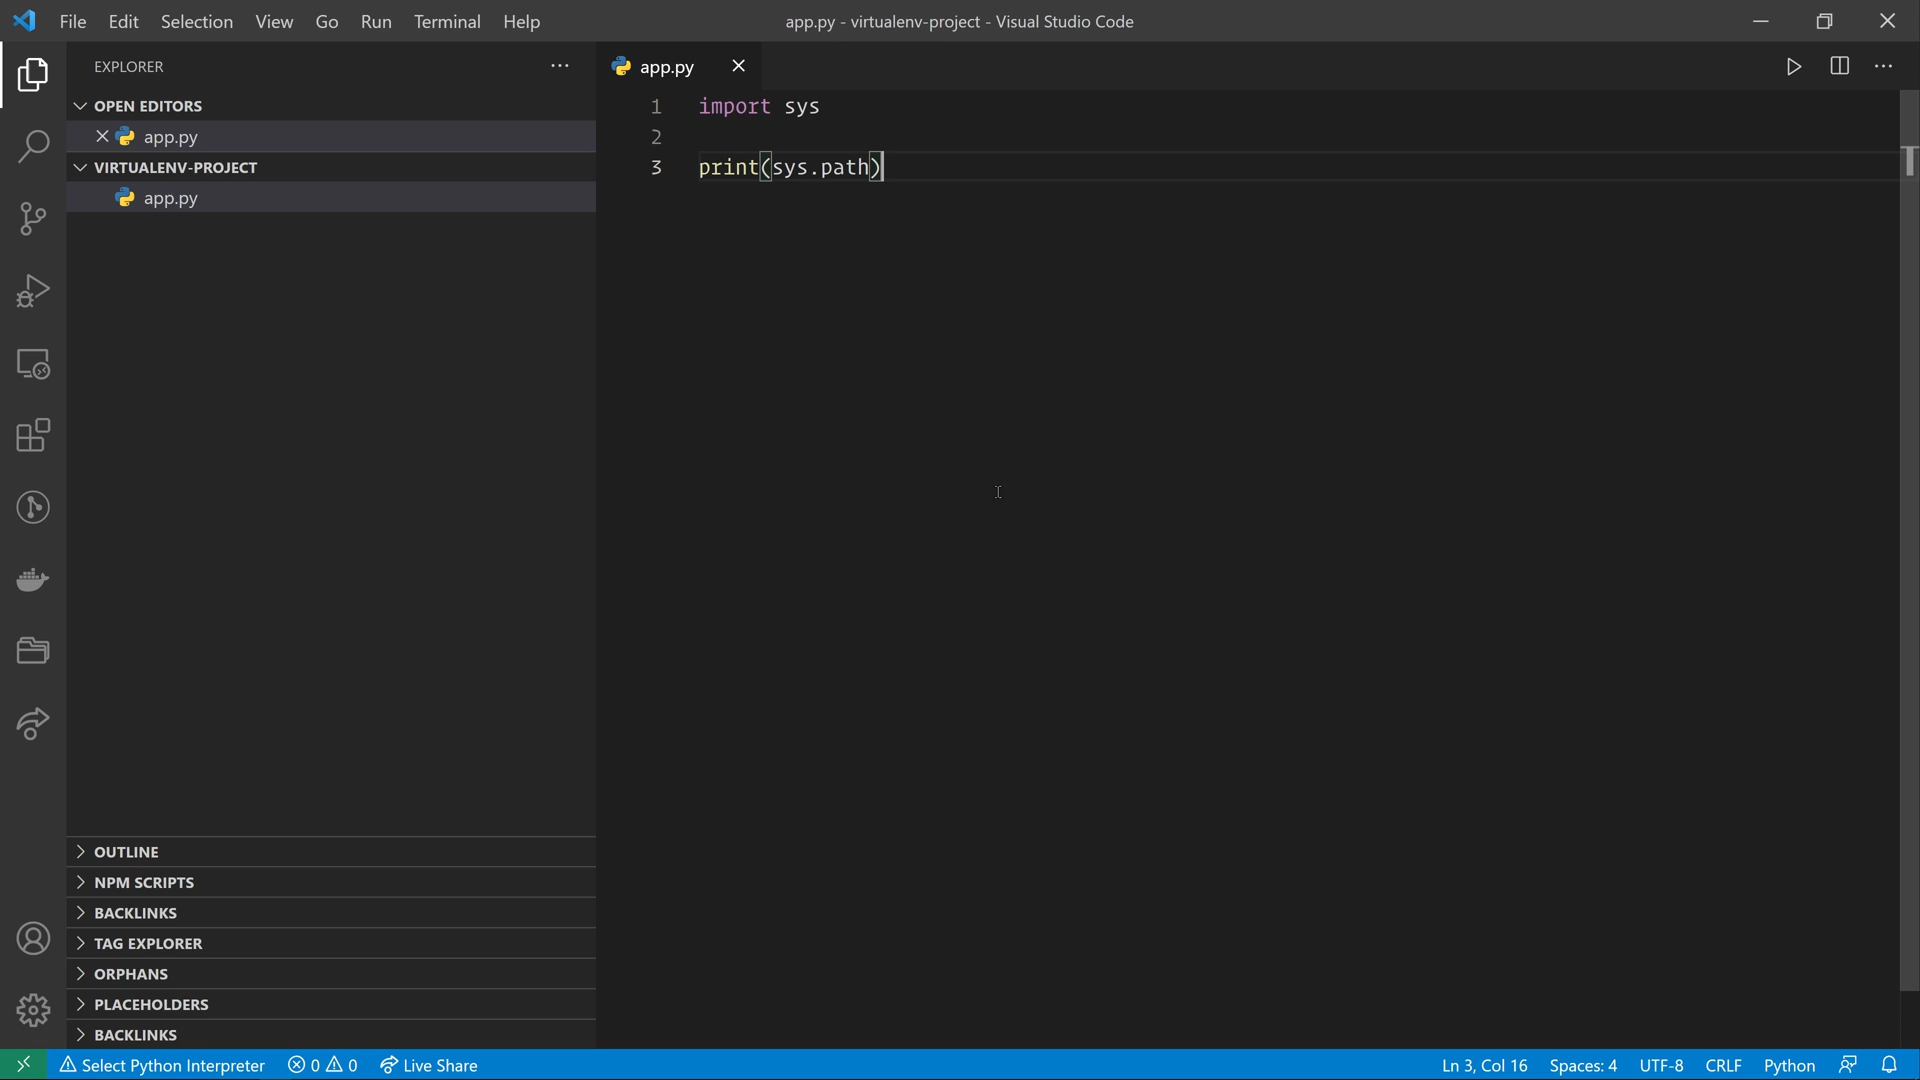 File Edit Selection View Go Run Terminal Help
app.py - virtualenv-project - Visual Studio Code
EXPLORER
OPEN EDITORS
app.py
VIRTUALENV-PROJECT
app.py
OUTLINE
NPM SCRIPTS
BACKLINKS
TAG EXPLORER
ORPHANS
PLACEHOLDERS
BACKLINKS
app.py
1 import sys
2
3 print(sys.path)
Select Python Interpreter 0 0 Live Share
Ln 3, Col 16 Spaces: 4 UTF-8 CRLF Python